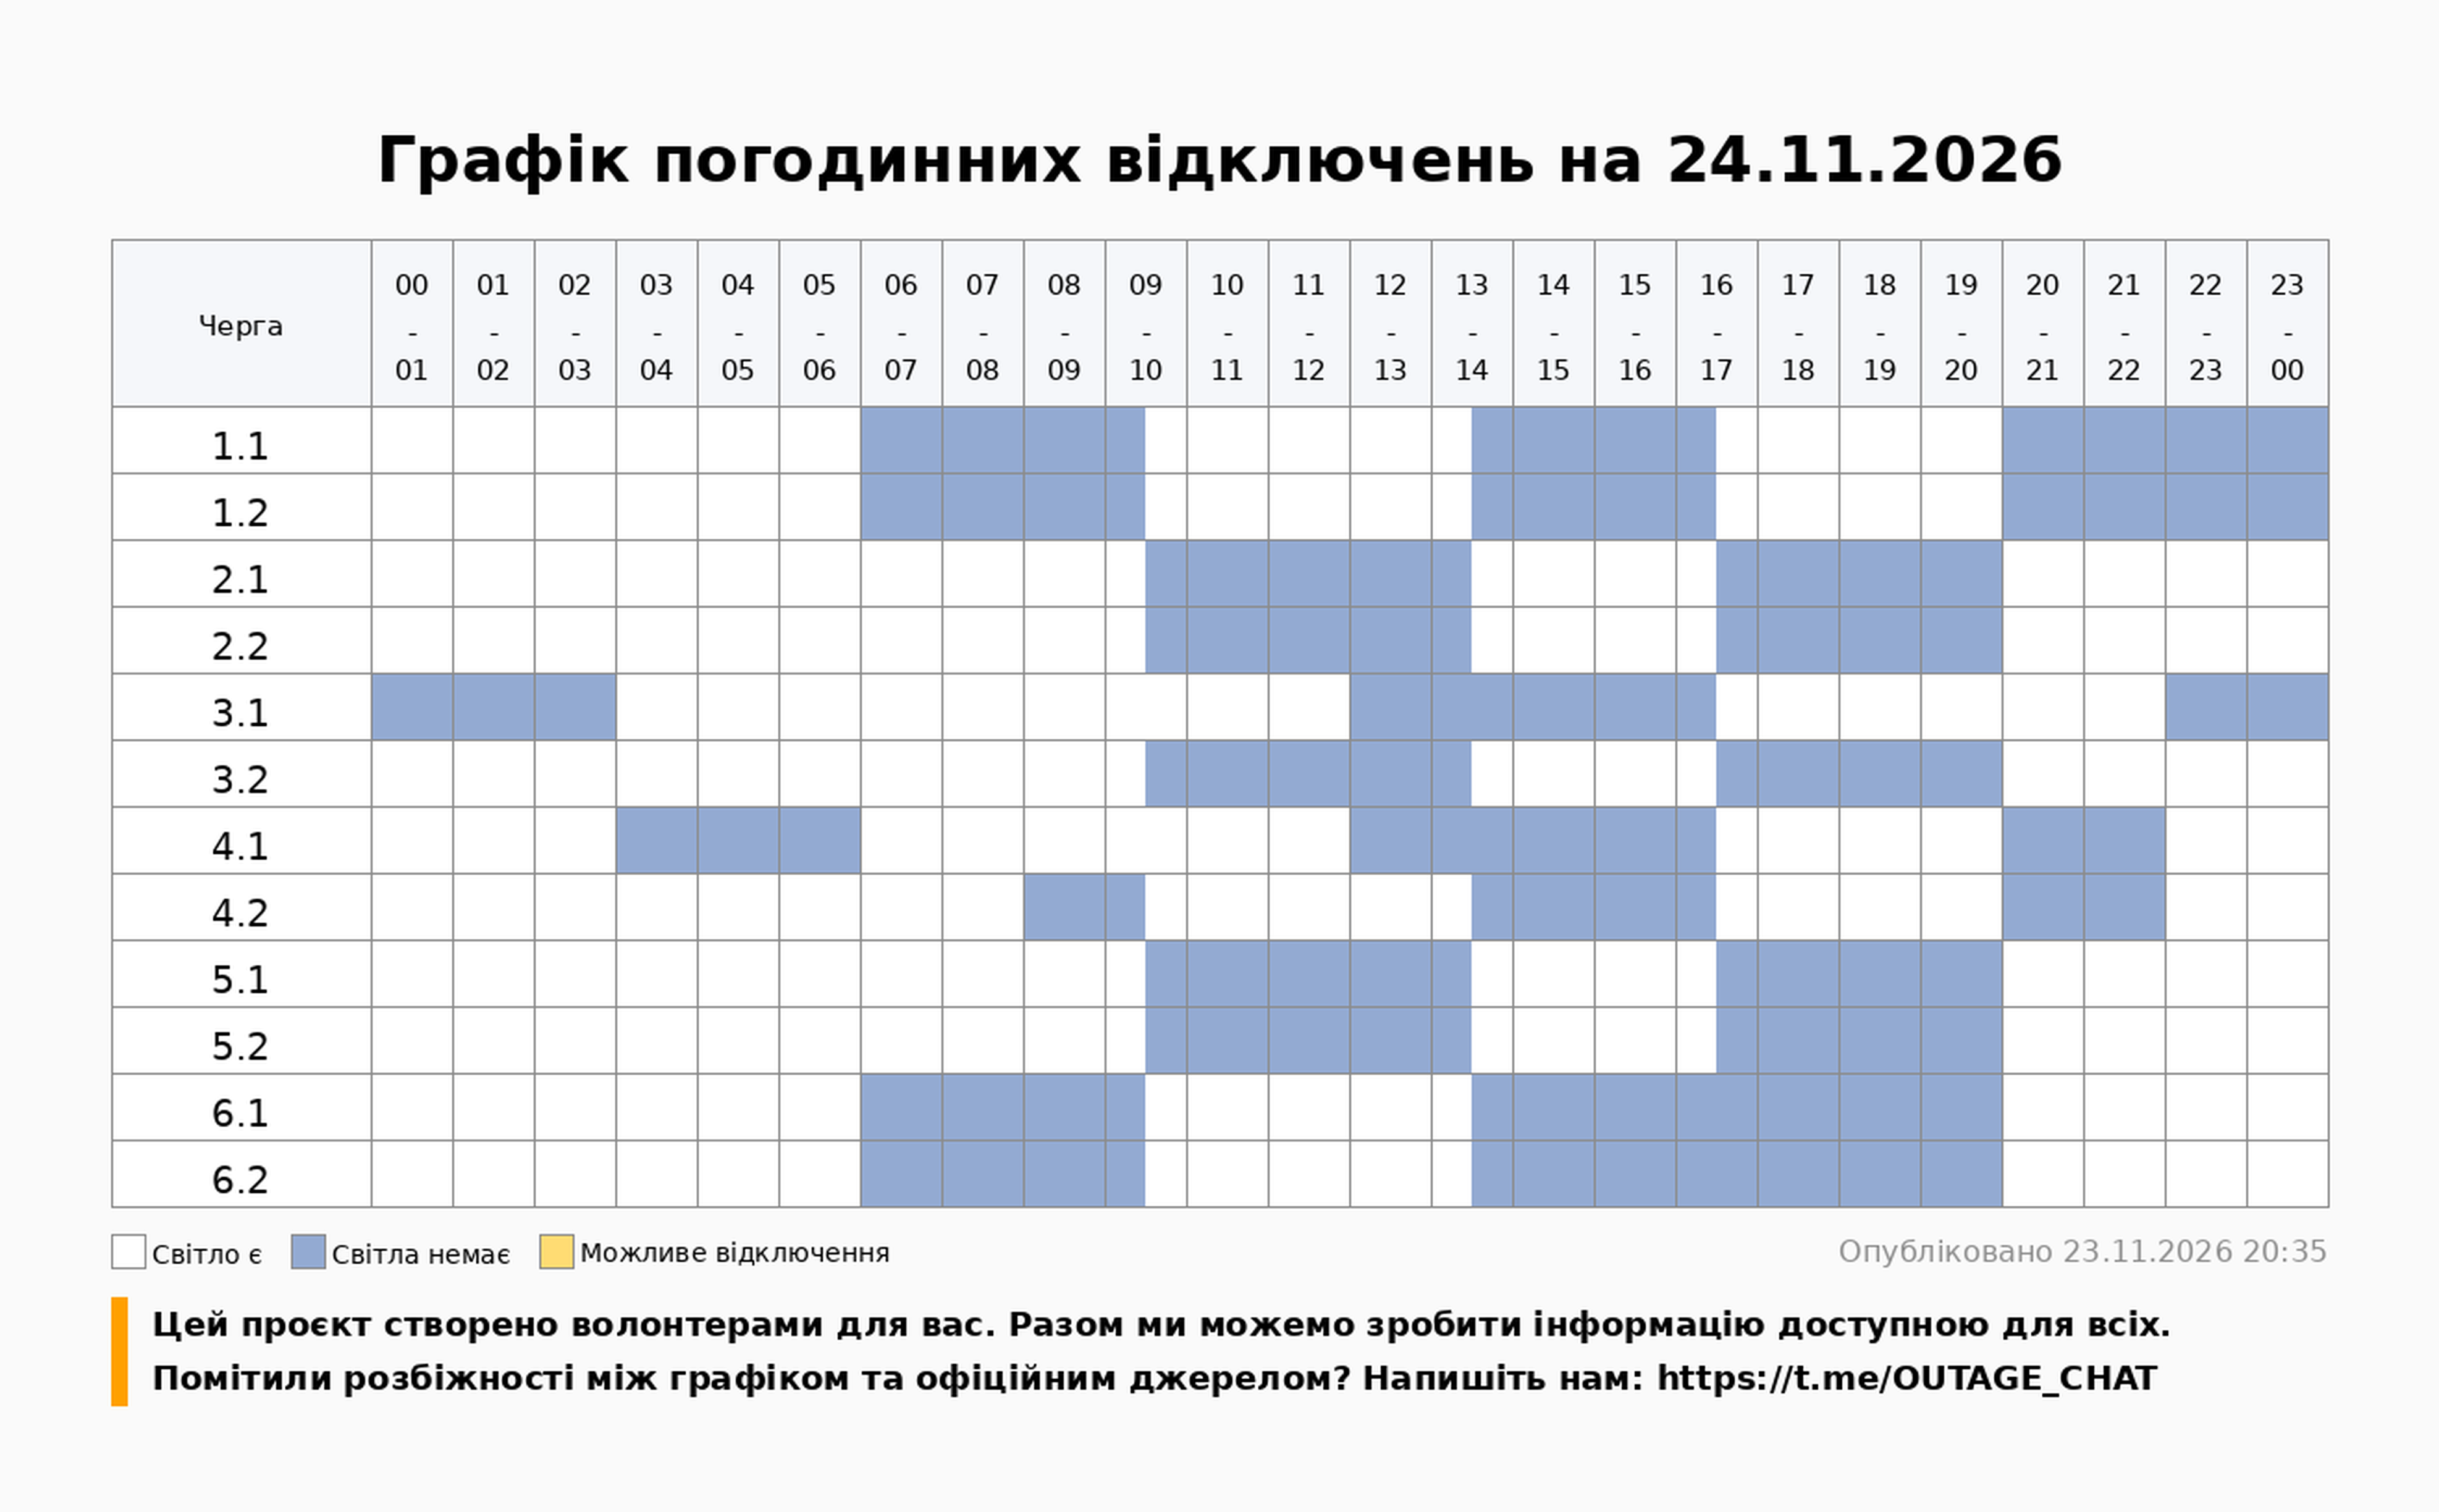 Графік погодинних відключень на 24.11.2026
Черга
00 - 01
01 - 02
02 - 03
03 - 04
04 - 05
05 - 06
06 - 07
07 - 08
08 - 09
09 - 10
10 - 11
11 - 12
12 - 13
13 - 14
14 - 15
15 - 16
16 - 17
17 - 18
18 - 19
19 - 20
20 - 21
21 - 22
22 - 23
23 - 00
1.1
1.2
2.1
2.2
3.1
3.2
4.1
4.2
5.1
5.2
6.1
6.2
Світло є
Світла немає
Можливе відключення
Опубліковано 23.11.2026 20:35
Цей проєкт створено волонтерами для вас. Разом ми можемо зробити інформацію доступною для всіх.
Помітили розбіжності між графіком та офіційним джерелом? Напишіть нам: https://t.me/OUTAGE_CHAT